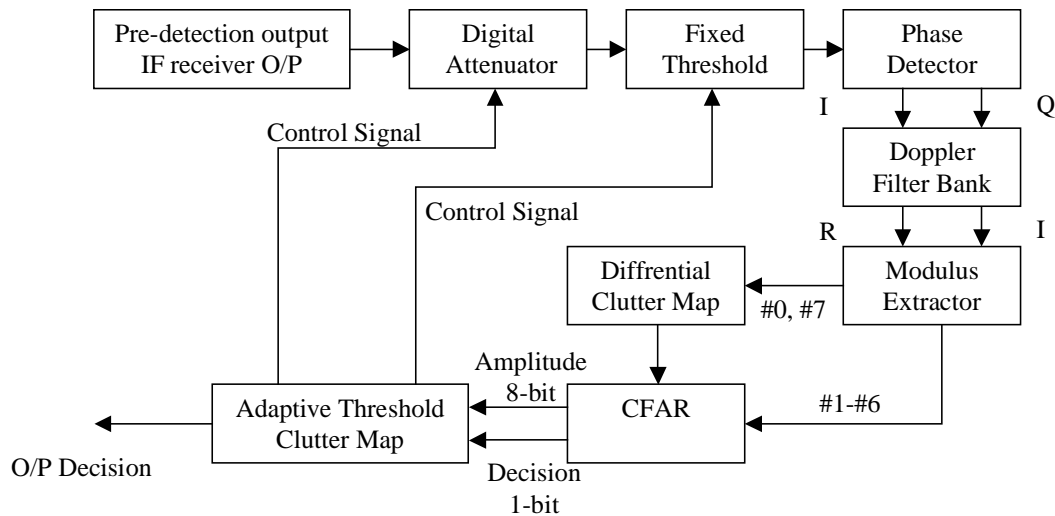 Pre-detection output
IF receiver O/P
Digital
Attenuator
Fixed
Threshold
Phase
Detector
I
Q
Control Signal
Doppler
Filter Bank
Control Signal
R
I
Diffrential
Clutter Map
Modulus
Extractor
#0, #7
Amplitude
8-bit
Adaptive Threshold
Clutter Map
CFAR
#1-#6
O/P Decision
Decision
1-bit